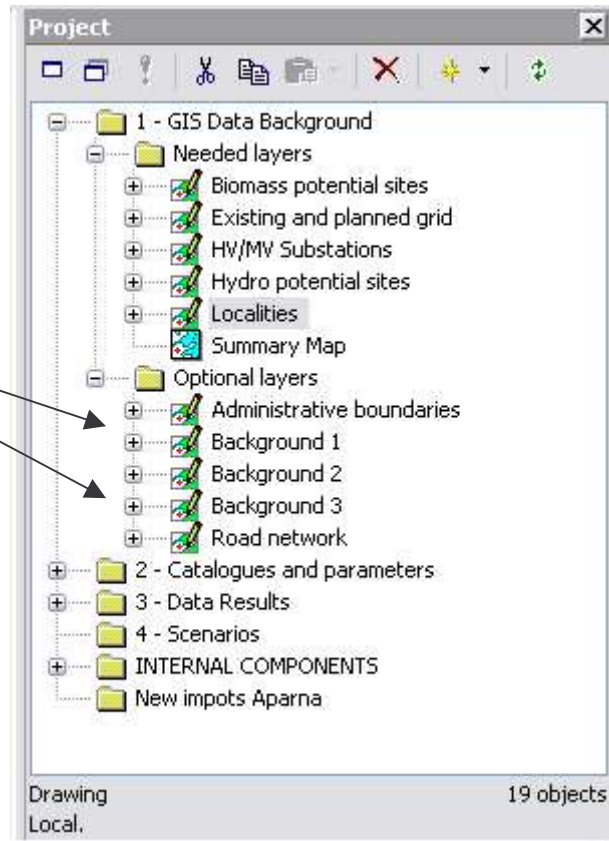 Project
1 - GIS Data Background
Needed layers
Biomass potential sites
Existing and planned grid
HV/MV Substations
Hydro potential sites
Localities
Summary Map
Optional layers
Administrative boundaries
Background 1
Background 2
Background 3
Road network
2 - Catalogues and parameters
3 - Data Results
4 - Scenarios
INTERNAL COMPONENTS
New impots Aparna
Drawing 19 objects
Local.